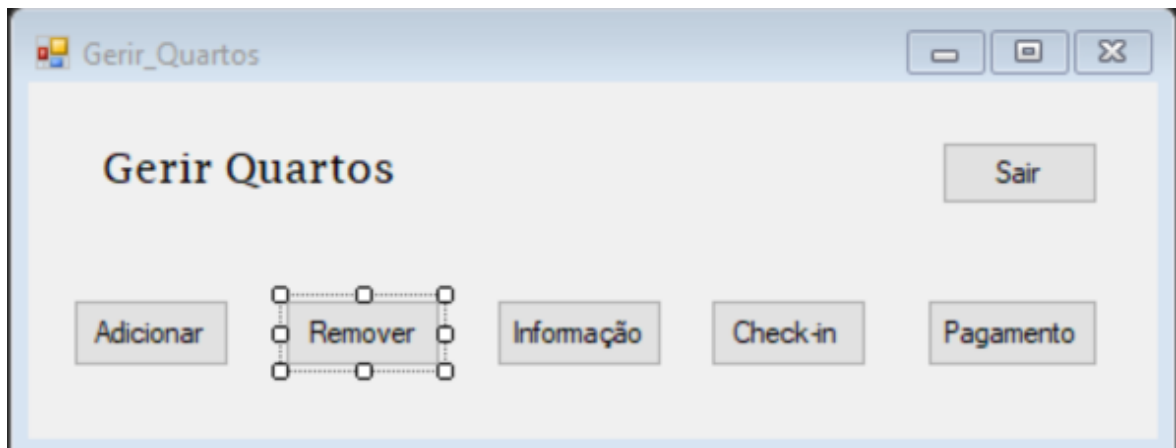 Gerir_Quartos
Gerir Quartos
Sair
Adicionar Remover Informação Check-in Pagamento